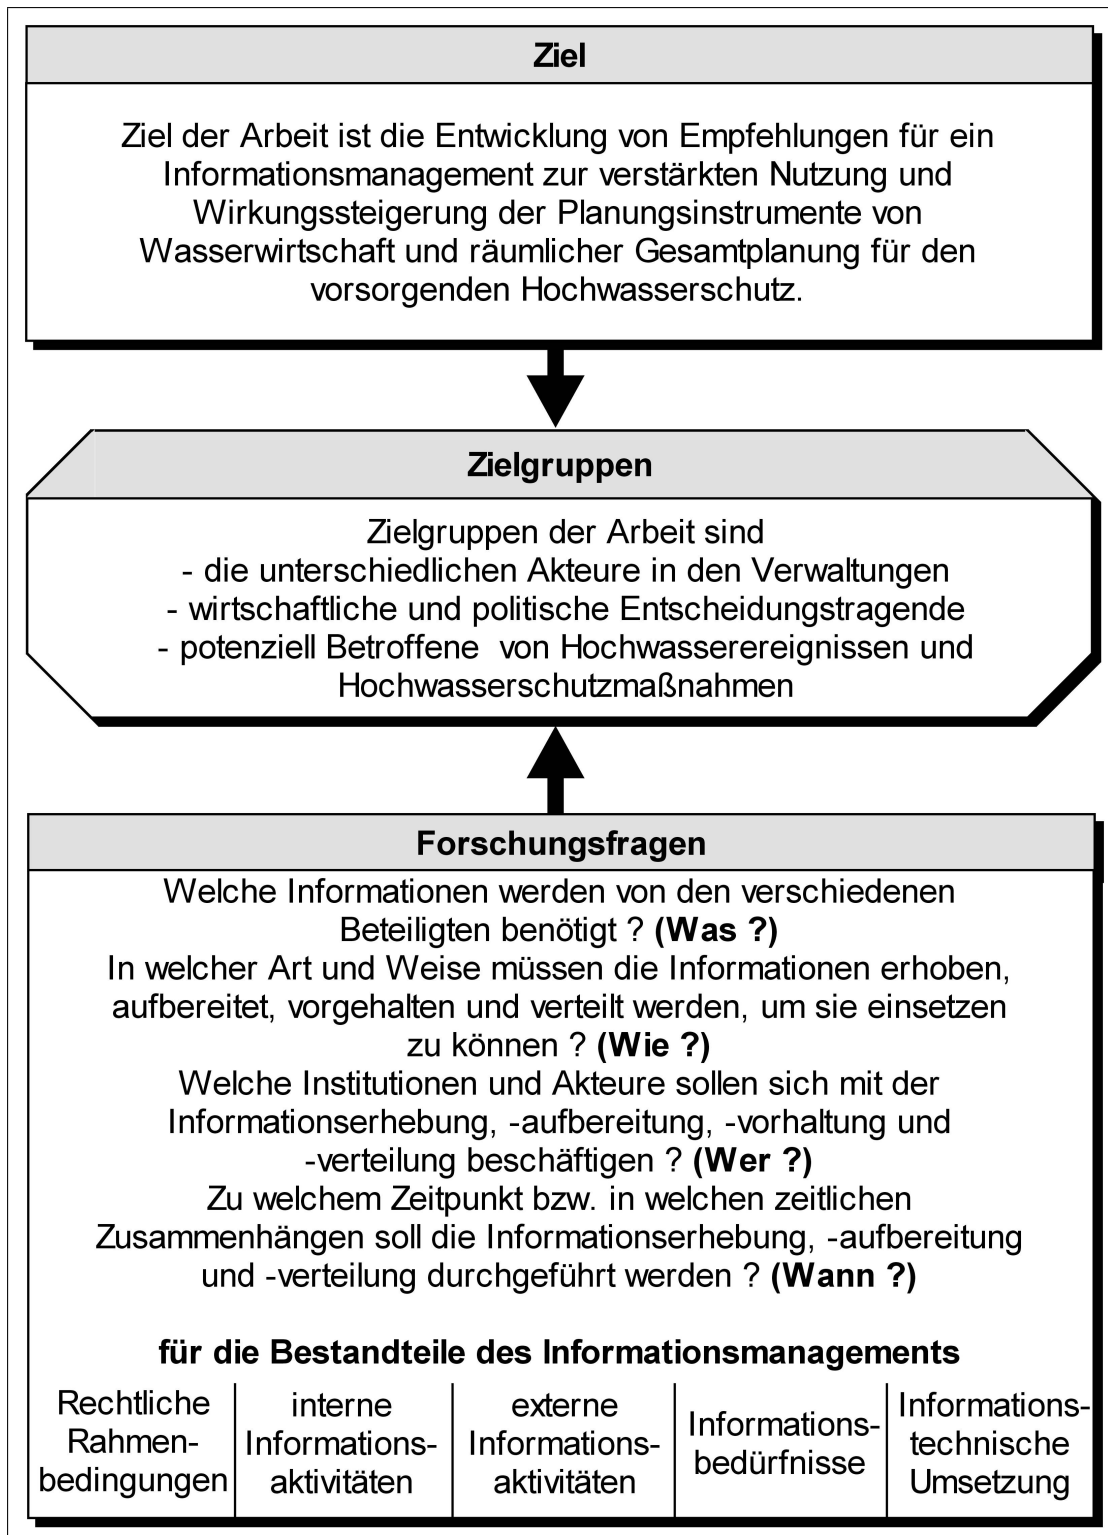 Ziel
Ziel der Arbeit ist die Entwicklung von Empfehlungen für ein
Informationsmanagement zur verstärkten Nutzung und
Wirkungssteigerung der Planungsinstrumente von
Wasserwirtschaft und räumlicher Gesamtplanung für den
vorsorgenden Hochwasserschutz.
Zielgruppen
Zielgruppen der Arbeit sind
- die unterschiedlichen Akteure in den Verwaltungen
- wirtschaftliche und politische Entscheidungstragende
- potenziell Betroffene  von Hochwasserereignissen und
Hochwasserschutzmaßnahmen
Forschungsfragen
Welche Informationen werden von den verschiedenen
Beteiligten benötigt ? (Was ?)
In welcher Art und Weise müssen die Informationen erhoben,
aufbereitet, vorgehalten und verteilt werden, um sie einsetzen
zu können ? (Wie ?)
Welche Institutionen und Akteure sollen sich mit der
Informationserhebung, -aufbereitung, -vorhaltung und
-verteilung beschäftigen ? (Wer ?)
Zu welchem Zeitpunkt bzw. in welchen zeitlichen
Zusammenhängen soll die Informationserhebung, -aufbereitung
und -verteilung durchgeführt werden ? (Wann ?)
für die Bestandteile des Informationsmanagements
Rechtliche
Rahmen-
bedingungen
interne
Informations-
aktivitäten
externe
Informations-
aktivitäten
Informations-
bedürfnisse
Informations-
technische
Umsetzung